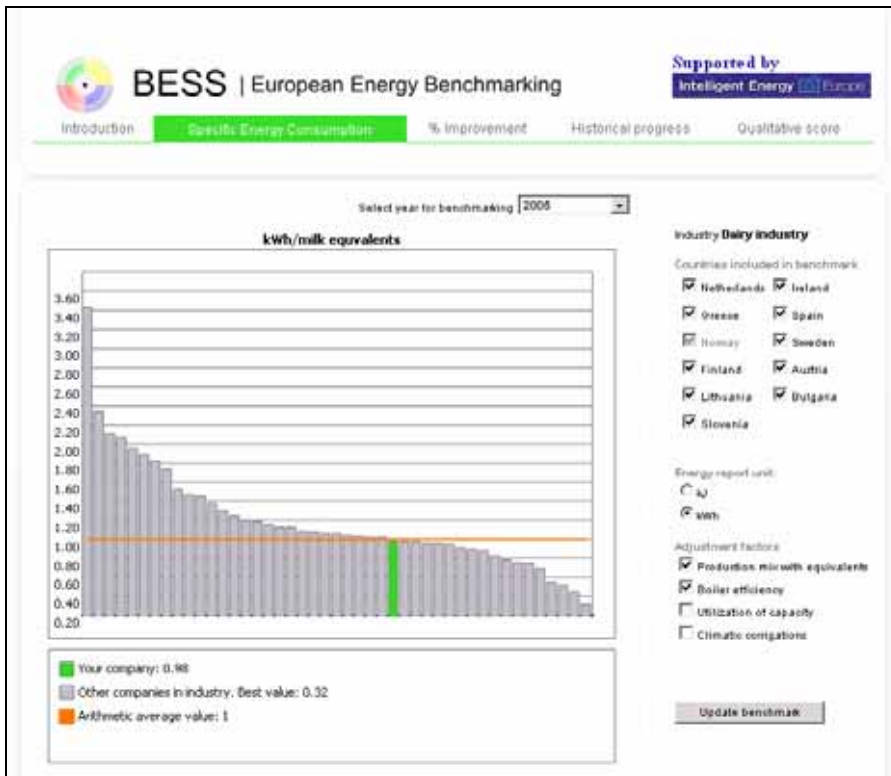 BESS | European Energy Benchmarking
Supported by
Intelligent Energy Europe
Introduction Specific Energy Consumption % Improvement Historical progress Qualitative score
Select year for benchmarking 2005
kWh/milk equvalents
3.60
3.40
3.20
3.00
2.80
2.60
2.40
2.20
2.00
1.80
1.60
1.40
1.20
1.00
0.80
0.60
0.40
0.20
Industry Dairy industry
Countries included in benchmark
Netherlands Ireland
Greese Spain
Norway Sweden
Finland Austria
Lithuania Bulgaria
Slovenia
Energy report unit
kJ
kWh
Adjustment factors
Production mix with equivalents
Boiler efficiency
Utilization of capacity
Climatic corrigations
Your company: 0.98
Other companies in industry. Best value: 0.32
Arithmetic average value: 1
Update benchmark